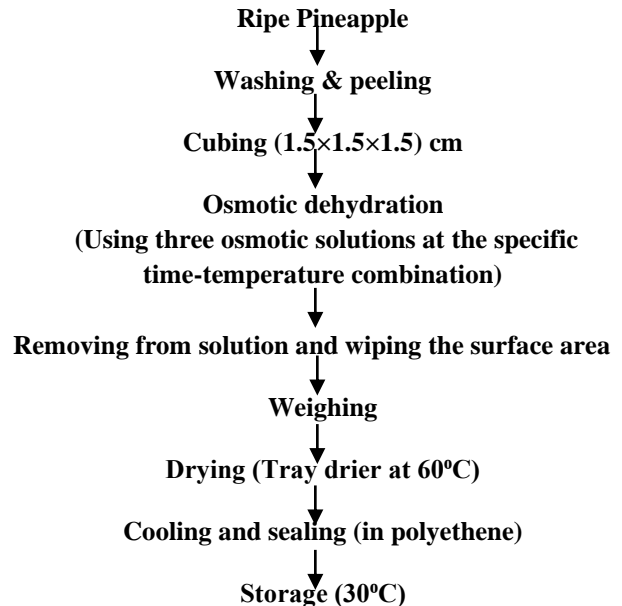 Ripe Pineapple
Washing & peeling
Cubing (1.5×1.5×1.5) cm
Osmotic dehydration
(Using three osmotic solutions at the specific
time-temperature combination)
Removing from solution and wiping the surface area
Weighing
Drying (Tray drier at 60⁰C)
Cooling and sealing (in polyethene)
Storage (30⁰C)